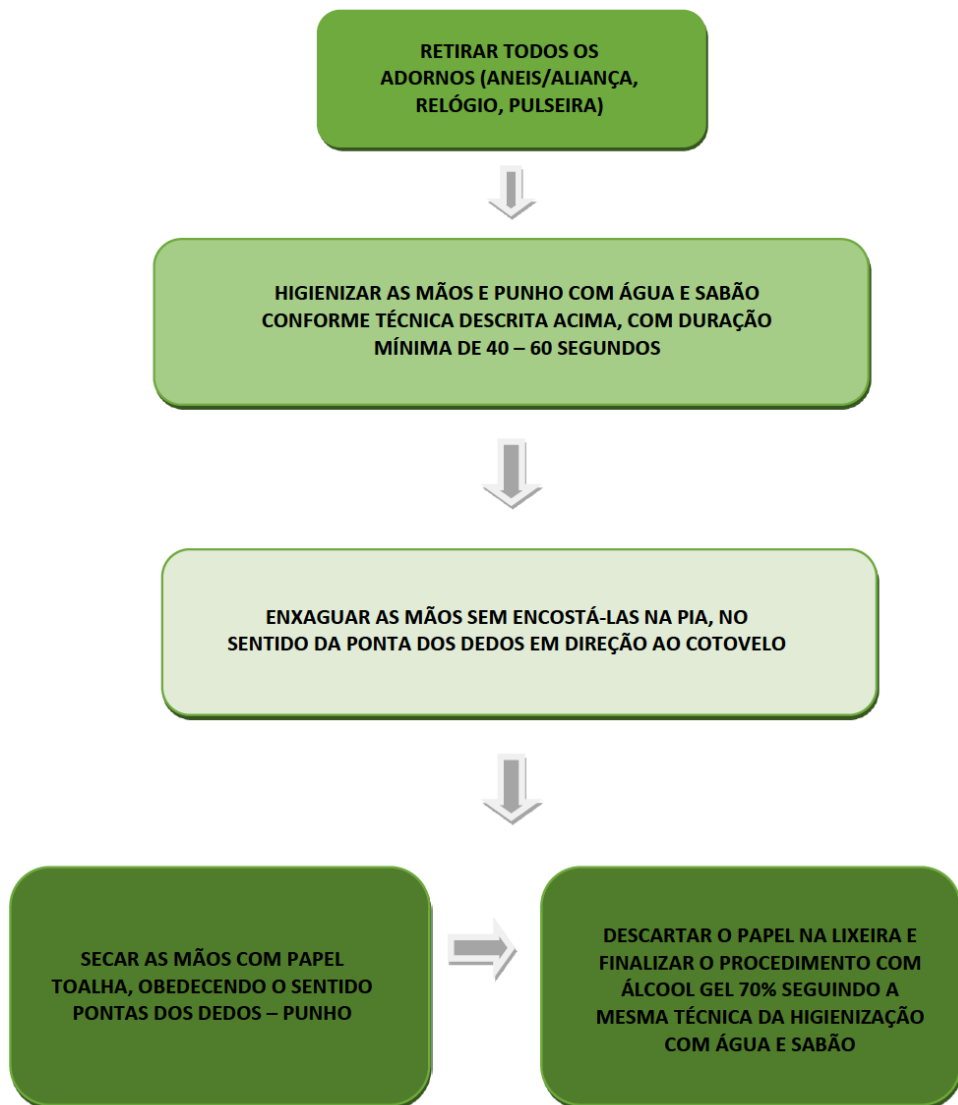 RETIRAR TODOS OS
ADORNOS (ANEIS/ALIANÇA,
RELÓGIO, PULSEIRA)
HIGIENIZAR AS MÃOS E PUNHO COM ÁGUA E SABÃO
CONFORME TÉCNICA DESCRITA ACIMA, COM DURAÇÃO
MÍNIMA DE 40 – 60 SEGUNDOS
ENXAGUAR AS MÃOS SEM ENCOSTÁ-LAS NA PIA, NO
SENTIDO DA PONTA DOS DEDOS EM DIREÇÃO AO COTOVELO
SECAR AS MÃOS COM PAPEL
TOALHA, OBEDECENDO O SENTIDO
PONTAS DOS DEDOS – PUNHO
DESCARTAR O PAPEL NA LIXEIRA E
FINALIZAR O PROCEDIMENTO COM
ÁLCOOL GEL 70% SEGUINDO A
MESMA TÉCNICA DA HIGIENIZAÇÃO
COM ÁGUA E SABÃO